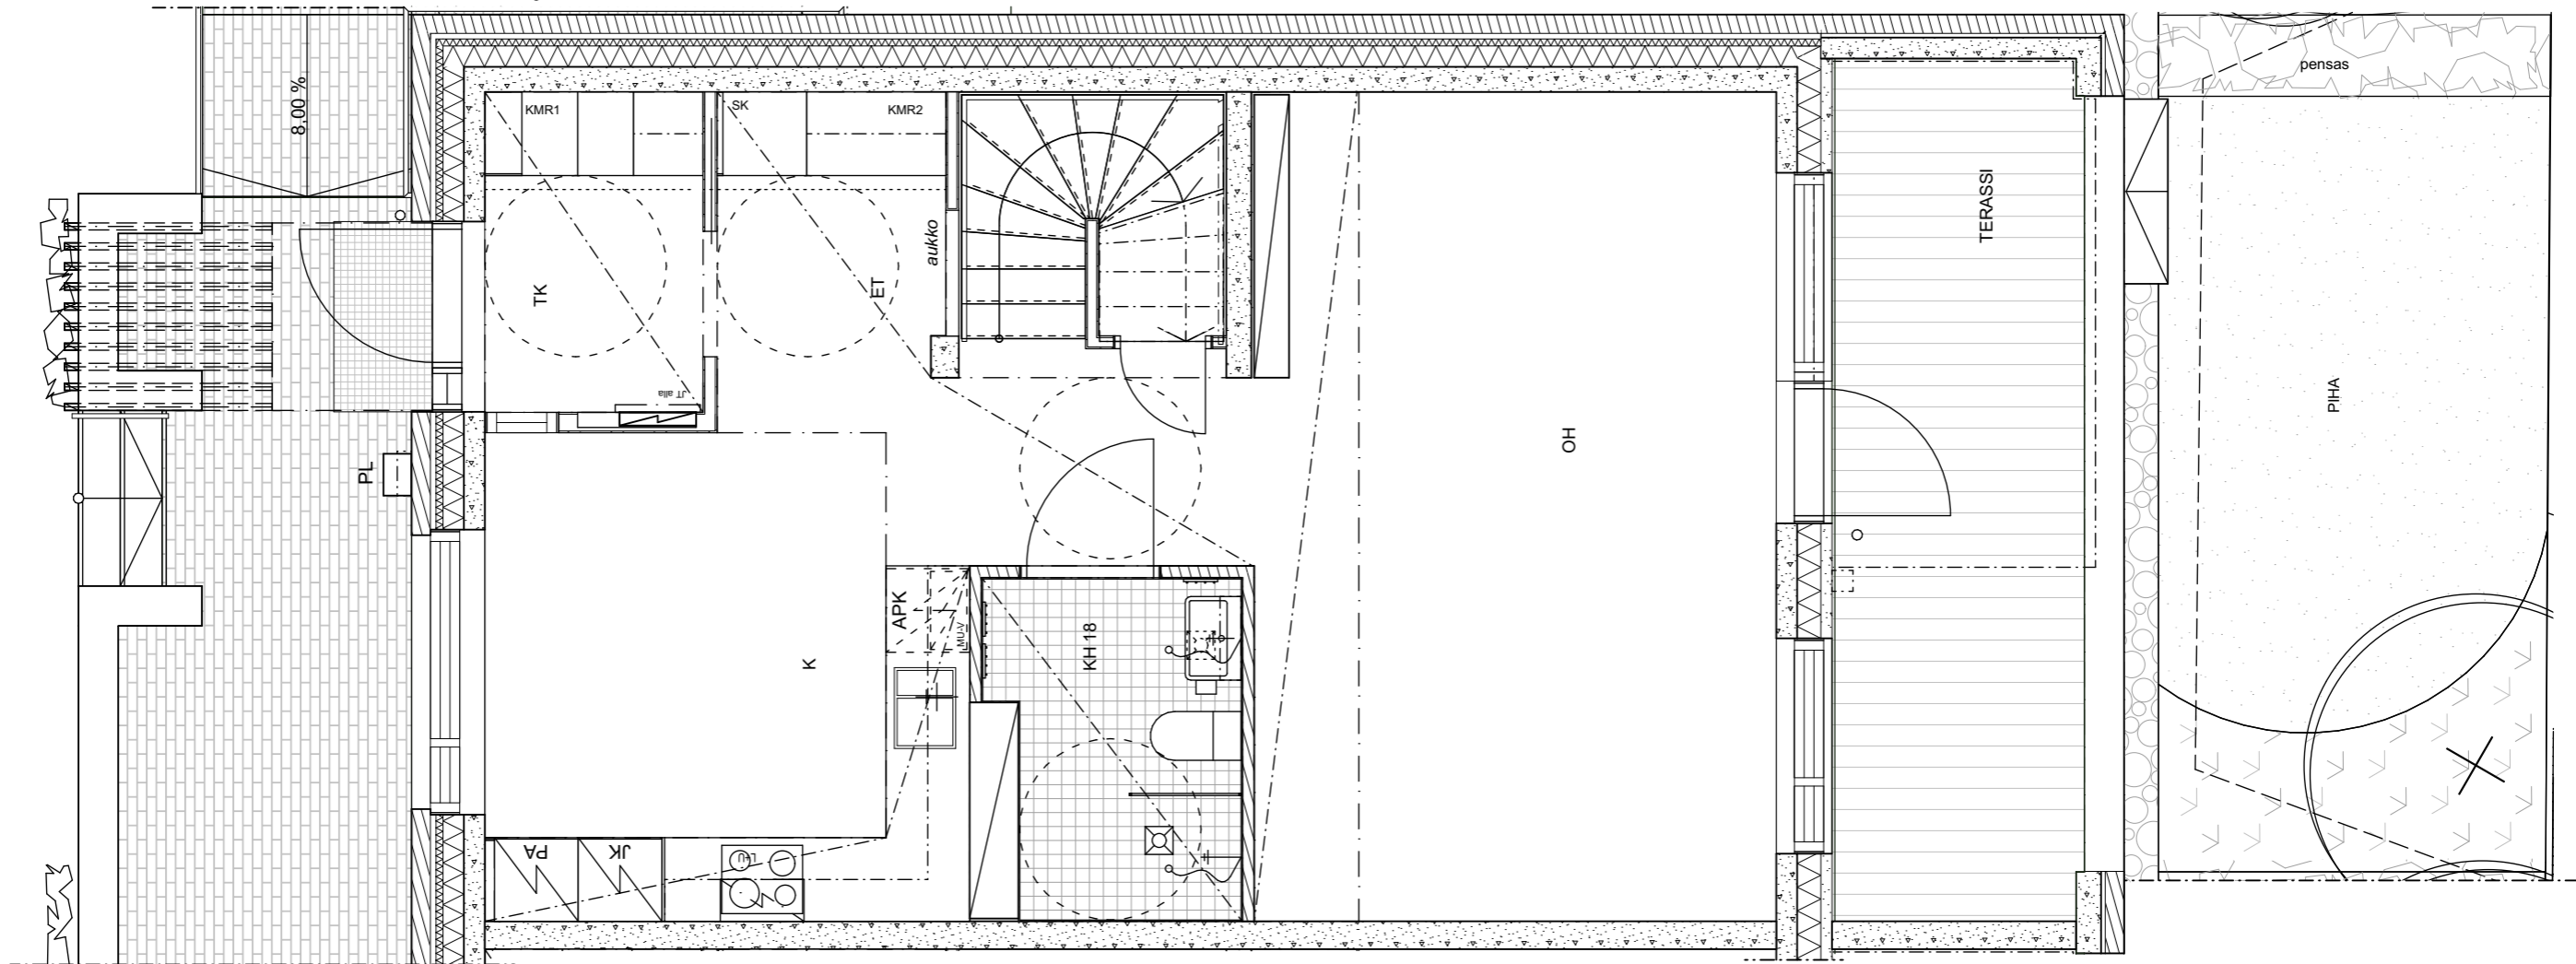 8,00 %
KMR1
SK
KMR2
pensas
TERASSI
aukko
TK
ET
JT alla
PIHA
OH
PL
APK
MU-V
KH 18
K
PA
JK
L+U